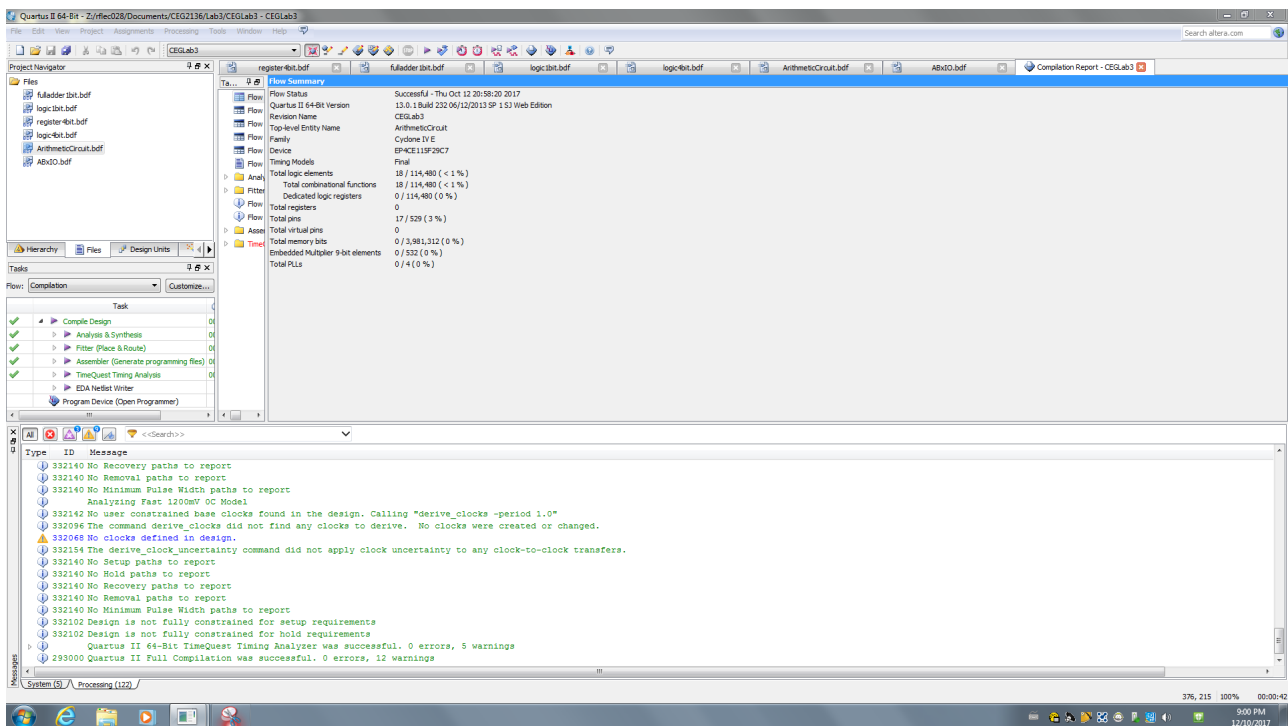 Quartus II 64-Bit - Z:/rflec028/Documents/CEG2136/Lab3/CEGLab3 - CEGLab3
File Edit View Project Assignments Processing Tools Window Help
Search altera.com
CEGLab3
Project Navigator
register4bit.bdf fulladder1bit.bdf logic1bit.bdf logic4bit.bdf ArithmeticCircuit.bdf ABxIO.bdf Compilation Report - CEGLab3
Files
fulladder1bit.bdf
logic1bit.bdf
register4bit.bdf
logic4bit.bdf
ArithmeticCircuit.bdf
ABxIO.bdf
Hierarchy Files Design Units
Tasks
Flow: Compilation Customize...
Task
Compile Design
Analysis & Synthesis
Fitter (Place & Route)
Assembler (Generate programming files)
TimeQuest Timing Analysis
EDA Netlist Writer
Program Device (Open Programmer)
Ta...
Flow
Flow
Flow
Flow
Flow
Flow
Analy
Fitter
Flow
Flow
Asse
Time
Flow Summary
Flow Status Successful - Thu Oct 12 20:58:20 2017
Quartus II 64-Bit Version 13.0.1 Build 232 06/12/2013 SP 1 SJ Web Edition
Revision Name CEGLab3
Top-level Entity Name ArithmeticCircuit
Family Cyclone IV E
Device EP4CE115F29C7
Timing Models Final
Total logic elements 18 / 114,480 ( < 1 % )
Total combinational functions 18 / 114,480 ( < 1 % )
Dedicated logic registers 0 / 114,480 ( 0 % )
Total registers 0
Total pins 17 / 529 ( 3 % )
Total virtual pins 0
Total memory bits 0 / 3,981,312 ( 0 % )
Embedded Multiplier 9-bit elements 0 / 532 ( 0 % )
Total PLLs 0 / 4 ( 0 % )
All <<Search>>
Type ID Message
332140 No Recovery paths to report
332140 No Removal paths to report
332140 No Minimum Pulse Width paths to report
Analyzing Fast 1200mV 0C Model
332142 No user constrained base clocks found in the design. Calling "derive_clocks -period 1.0"
332096 The command derive_clocks did not find any clocks to derive. No clocks were created or changed.
332068 No clocks defined in design.
332154 The derive_clock_uncertainty command did not apply clock uncertainty to any clock-to-clock transfers.
332140 No Setup paths to report
332140 No Hold paths to report
332140 No Recovery paths to report
332140 No Removal paths to report
332140 No Minimum Pulse Width paths to report
332102 Design is not fully constrained for setup requirements
332102 Design is not fully constrained for hold requirements
Quartus II 64-Bit TimeQuest Timing Analyzer was successful. 0 errors, 5 warnings
293000 Quartus II Full Compilation was successful. 0 errors, 12 warnings
Messages
System (5) Processing (122)
376, 215 100% 00:00:42
9:00 PM